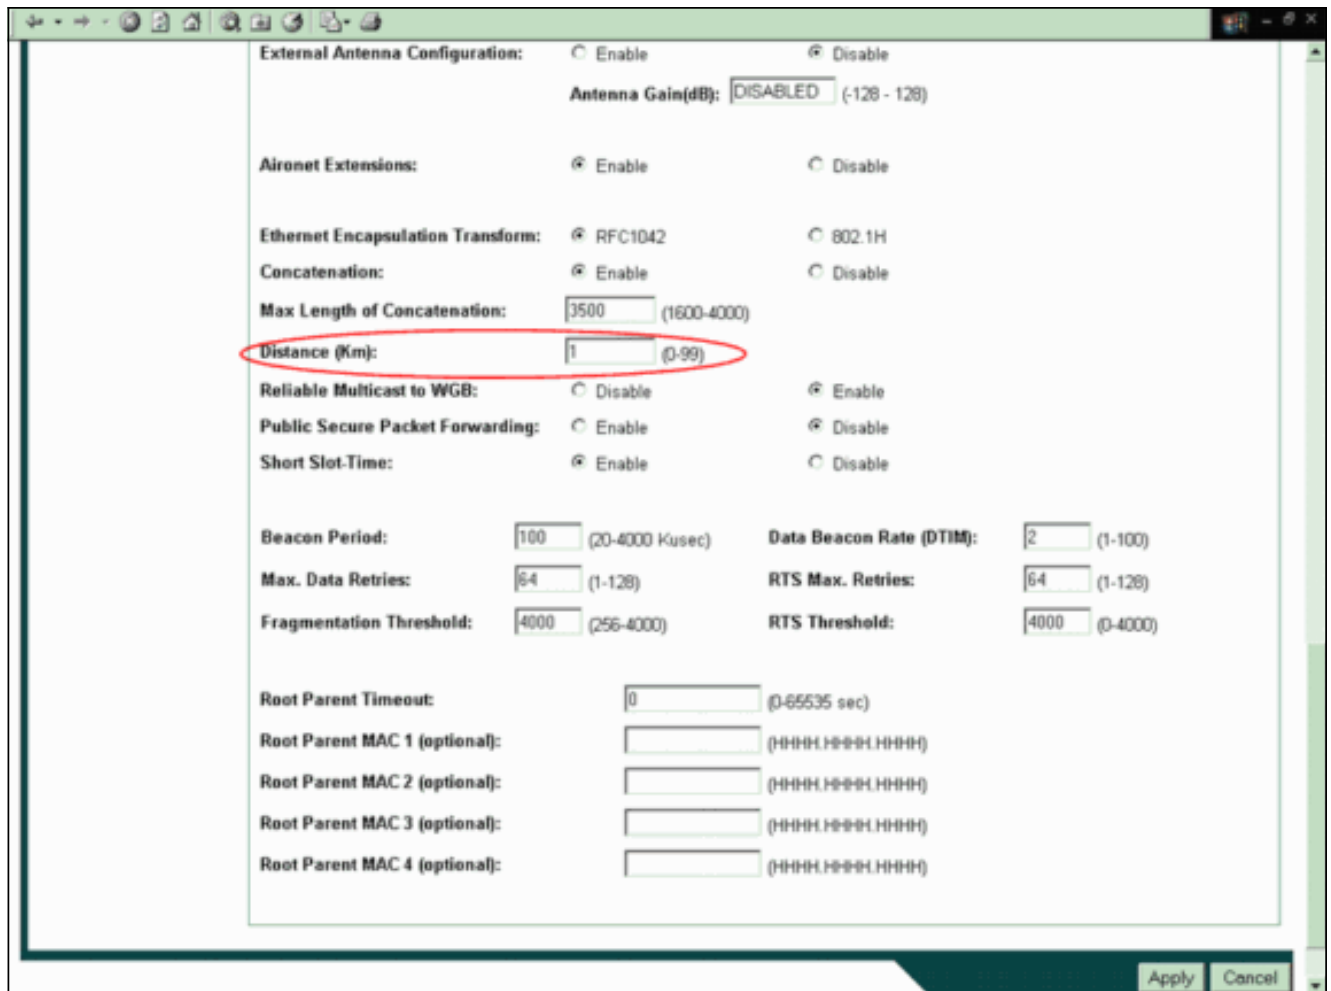 External Antenna Configuration: Enable Disable
Antenna Gain(dB): DISABLED (-128 - 128)
Aironet Extensions: Enable Disable
Ethernet Encapsulation Transform: RFC1042 802.1H
Concatenation: Enable Disable
Max Length of Concatenation: 3500 (1600-4000)
Distance (Km): 1 (0-99)
Reliable Multicast to WGB: Disable Enable
Public Secure Packet Forwarding: Enable Disable
Short Slot-Time: Enable Disable
Beacon Period: 100 (20-4000 Kusec) Data Beacon Rate (DTIM): 2 (1-100)
Max. Data Retries: 64 (1-128) RTS Max. Retries: 64 (1-128)
Fragmentation Threshold: 4000 (256-4000) RTS Threshold: 4000 (0-4000)
Root Parent Timeout: 0 (0-65535 sec)
Root Parent MAC 1 (optional): (HHHH.HHHH.HHHH)
Root Parent MAC 2 (optional): (HHHH.HHHH.HHHH)
Root Parent MAC 3 (optional): (HHHH.HHHH.HHHH)
Root Parent MAC 4 (optional): (HHHH.HHHH.HHHH)
Apply Cancel